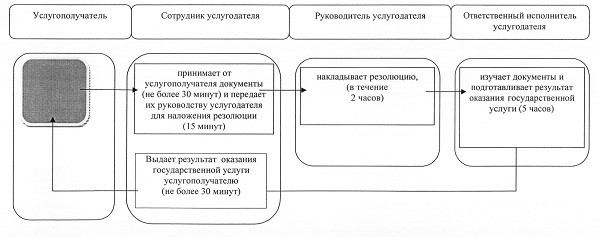 Услугополучатель
Сотрудник услугодателя
Руководитель услугодателя
Ответственный исполнитель
услугодателя
принимает от
услугополучателя документы
(не более 30 минут) и передает
их руководству услугодателя
для наложения резолюции
(15 минут)
накладывает резолюцию,
(в течение
2 часов)
изучает документы и
подготавливает результат
оказания государственной
услуги (5 часов)
Выдает результат оказания
государственной услуги
услугополучателю
(не более 30 минут)